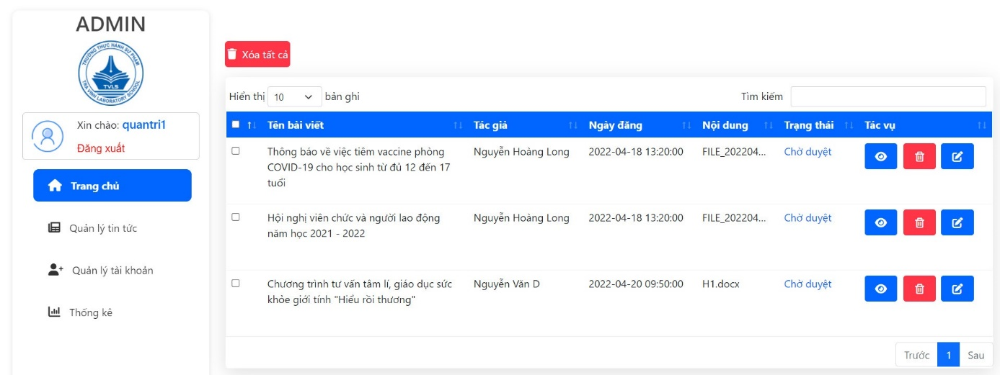 ADMIN
TRƯỜNG THỰC HÀNH SƯ PHẠM
TVLS
TRA VINH LABORATORY SCHOOL
Xin chào: quantri1
Đăng xuất
Trang chủ
Quản lý tin tức
Quản lý tài khoản
Thống kê
Xóa tất cả
Hiển thị 10 bản ghi
Tìm kiếm
Tên bài viết Tác giả Ngày đăng Nội dung Trạng thái Tác vụ
Thông báo về việc tiêm vaccine phòng Nguyễn Hoàng Long 2022-04-18 13:20:00 FILE_202204... Chờ duyệt
COVID-19 cho học sinh từ đủ 12 đến 17
tuổi
Hội nghị viên chức và người lao động Nguyễn Hoàng Long 2022-04-18 13:20:00 FILE_202204... Chờ duyệt
năm học 2021 - 2022
Chương trình tư vấn tâm lí, giáo dục sức Nguyễn Văn D 2022-04-20 09:50:00 H1.docx Chờ duyệt
khỏe giới tính "Hiểu rồi thương"
Trước 1 Sau